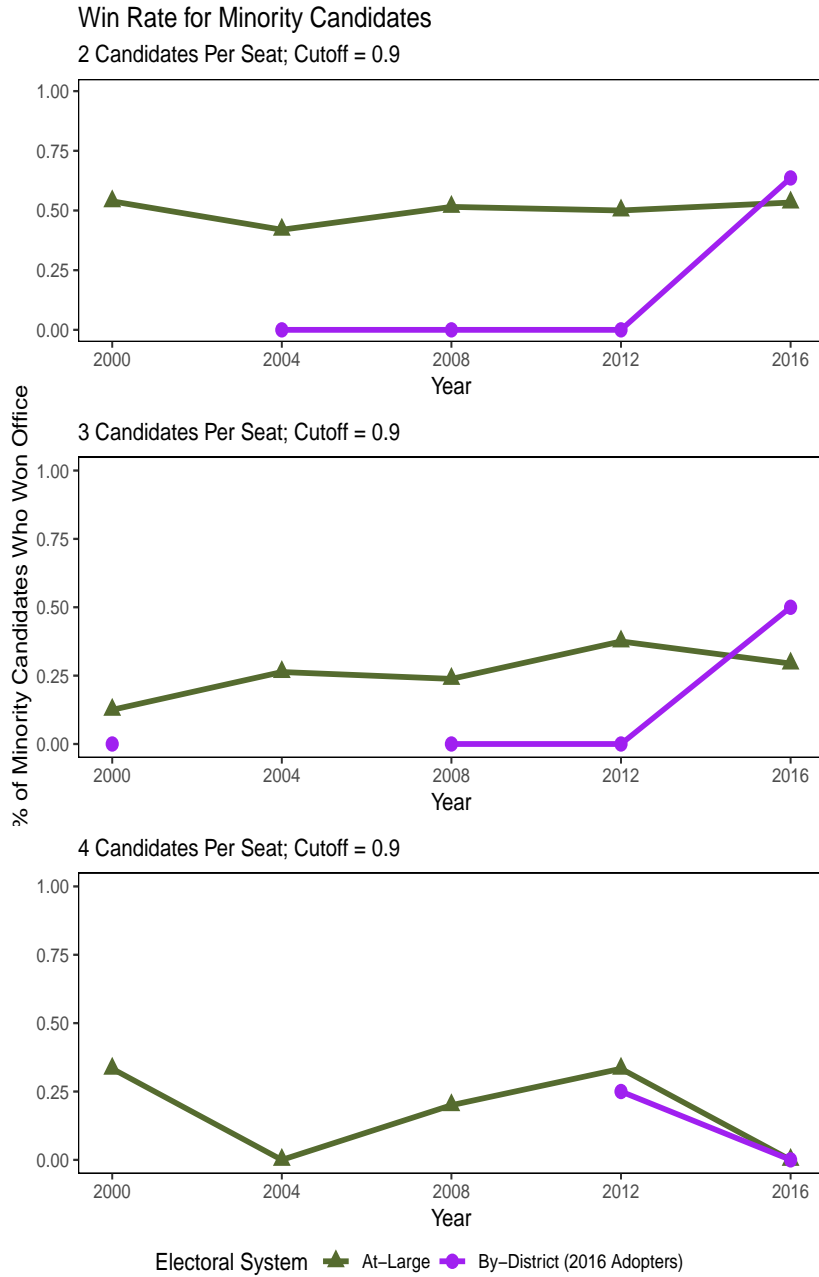 Win Rate for Minority Candidates
2 Candidates Per Seat; Cutoff = 0.9
1.00
0.75
0.50
0.25
0.00
2000 2004 2008 2012 2016
Year
% of Minority Candidates Who Won Office
3 Candidates Per Seat; Cutoff = 0.9
1.00
0.75
0.50
0.25
0.00
2000 2004 2008 2012 2016
Year
4 Candidates Per Seat; Cutoff = 0.9
1.00
0.75
0.50
0.25
0.00
2000 2004 2008 2012 2016
Year
Electoral System At−Large By−District (2016 Adopters)